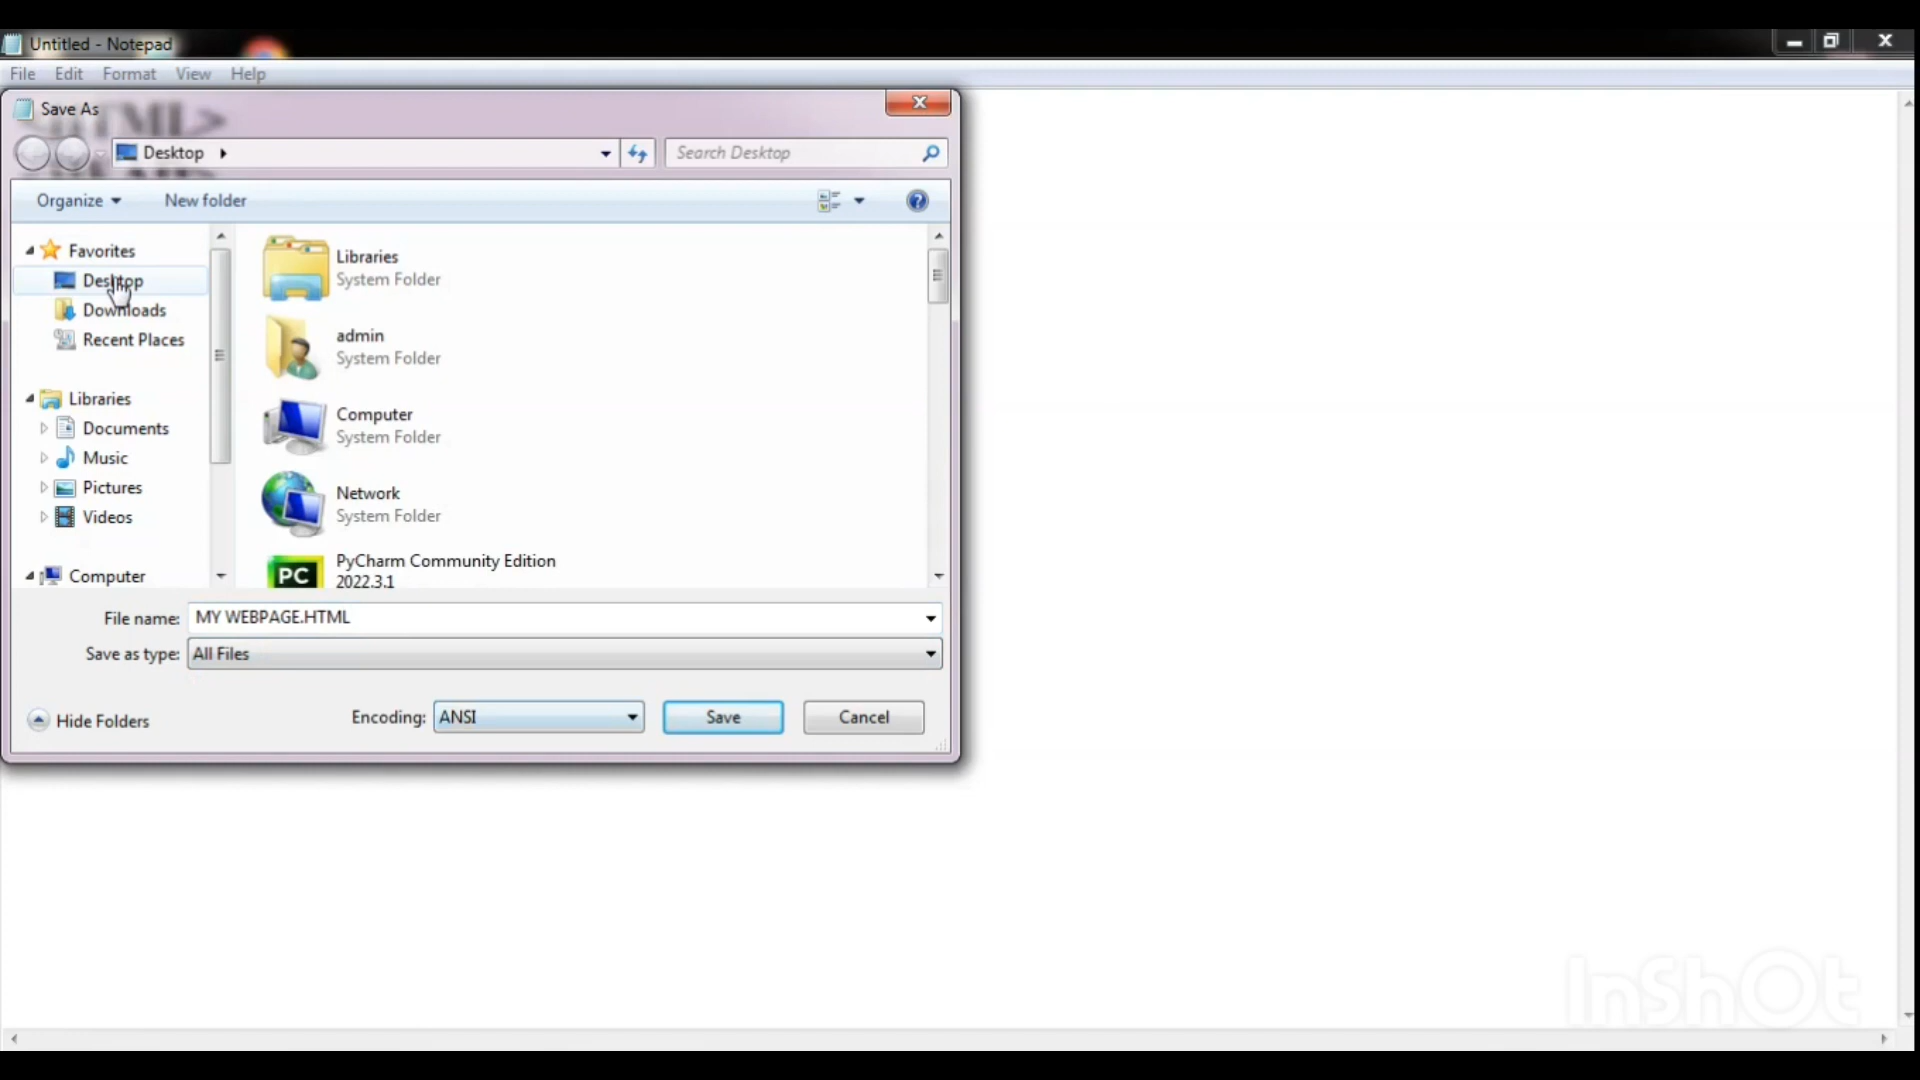 Untitled - Notepad
File Edit Format View Help
Save As
HTML>
Desktop
Search Desktop
Organize New folder
Favorites
Desktop
Downloads
Recent Places
Libraries
Documents
Music
Pictures
Videos
Computer
Libraries
System Folder
admin
System Folder
Computer
System Folder
Network
System Folder
PC
PyCharm Community Edition
2022.3.1
File name: MY WEBPAGE.HTML
Save as type: All Files
Hide Folders Encoding: ANSI Save Cancel
InShOt